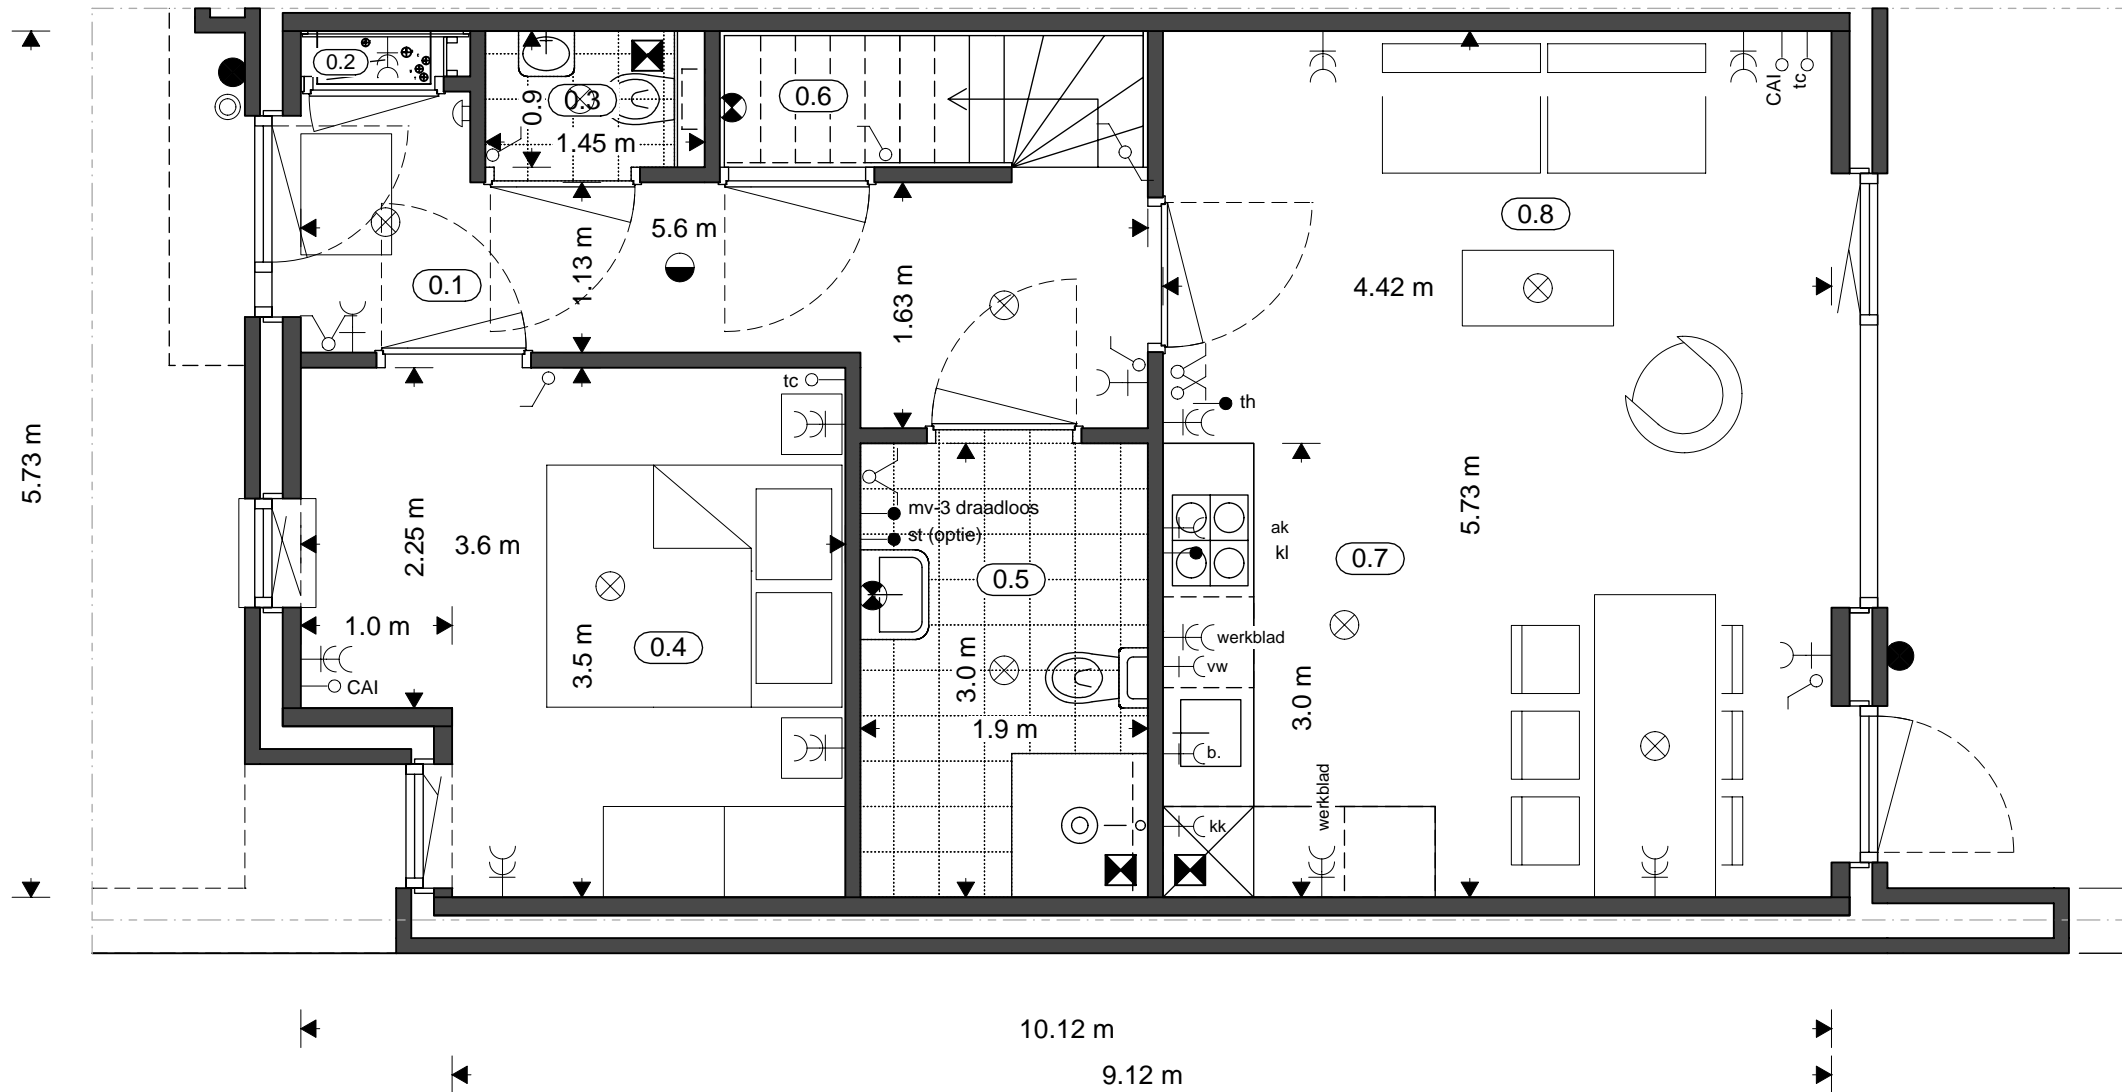 0.2
0.3
0.9
1.45 m
0.6
CAI
tc
0.8
5.6 m
1.13 m
0.1
1.63 m
4.42 m
tc
th
5.73 m
2.25 m
3.6 m
mv-3 draadloos
st (optie)
0.5
ak
kl
0.7
5.73 m
1.0 m
3.5 m
0.4
werkblad
vw
3.0 m
3.0 m
CAI
1.9 m
b.
werkblad
kk
10.12 m
9.12 m